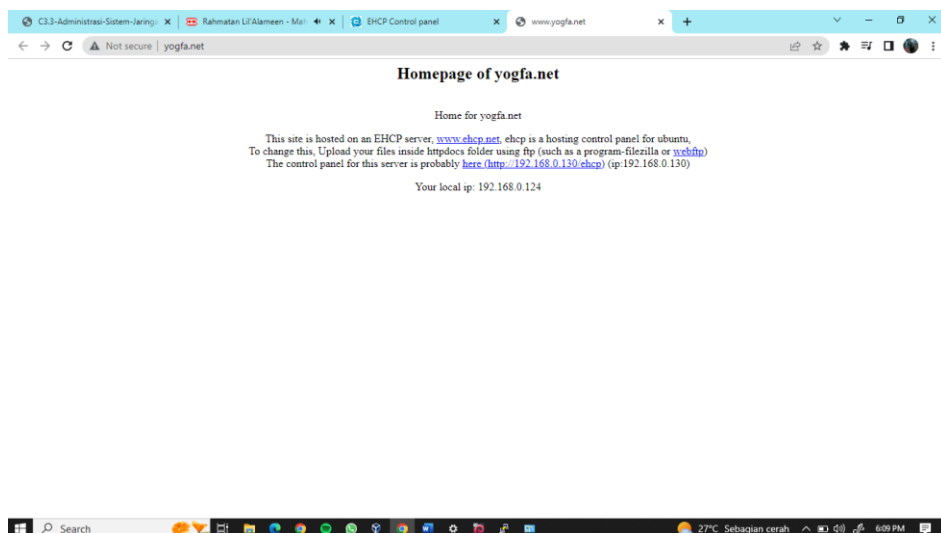 C3.3-Administrasi-Sistem-Jaringa
Rahmatan Lil'Alameen - Mah
EHCP Control panel
www.yogfa.net
Not secure
yogfa.net
Homepage of yogfa.net
Home for yogfa.net
This site is hosted on an EHCP server, www.ehcp.net, ehcp is a hosting control panel for ubuntu,
To change this, Upload your files inside httpdocs folder using ftp (such as a program-filezilla or webftp)
The control panel for this server is probably here (http://192.168.0.130/ehcp) (ip:192.168.0.130)
Your local ip: 192.168.0.124
Search
27°C Sebagian cerah
6:09 PM